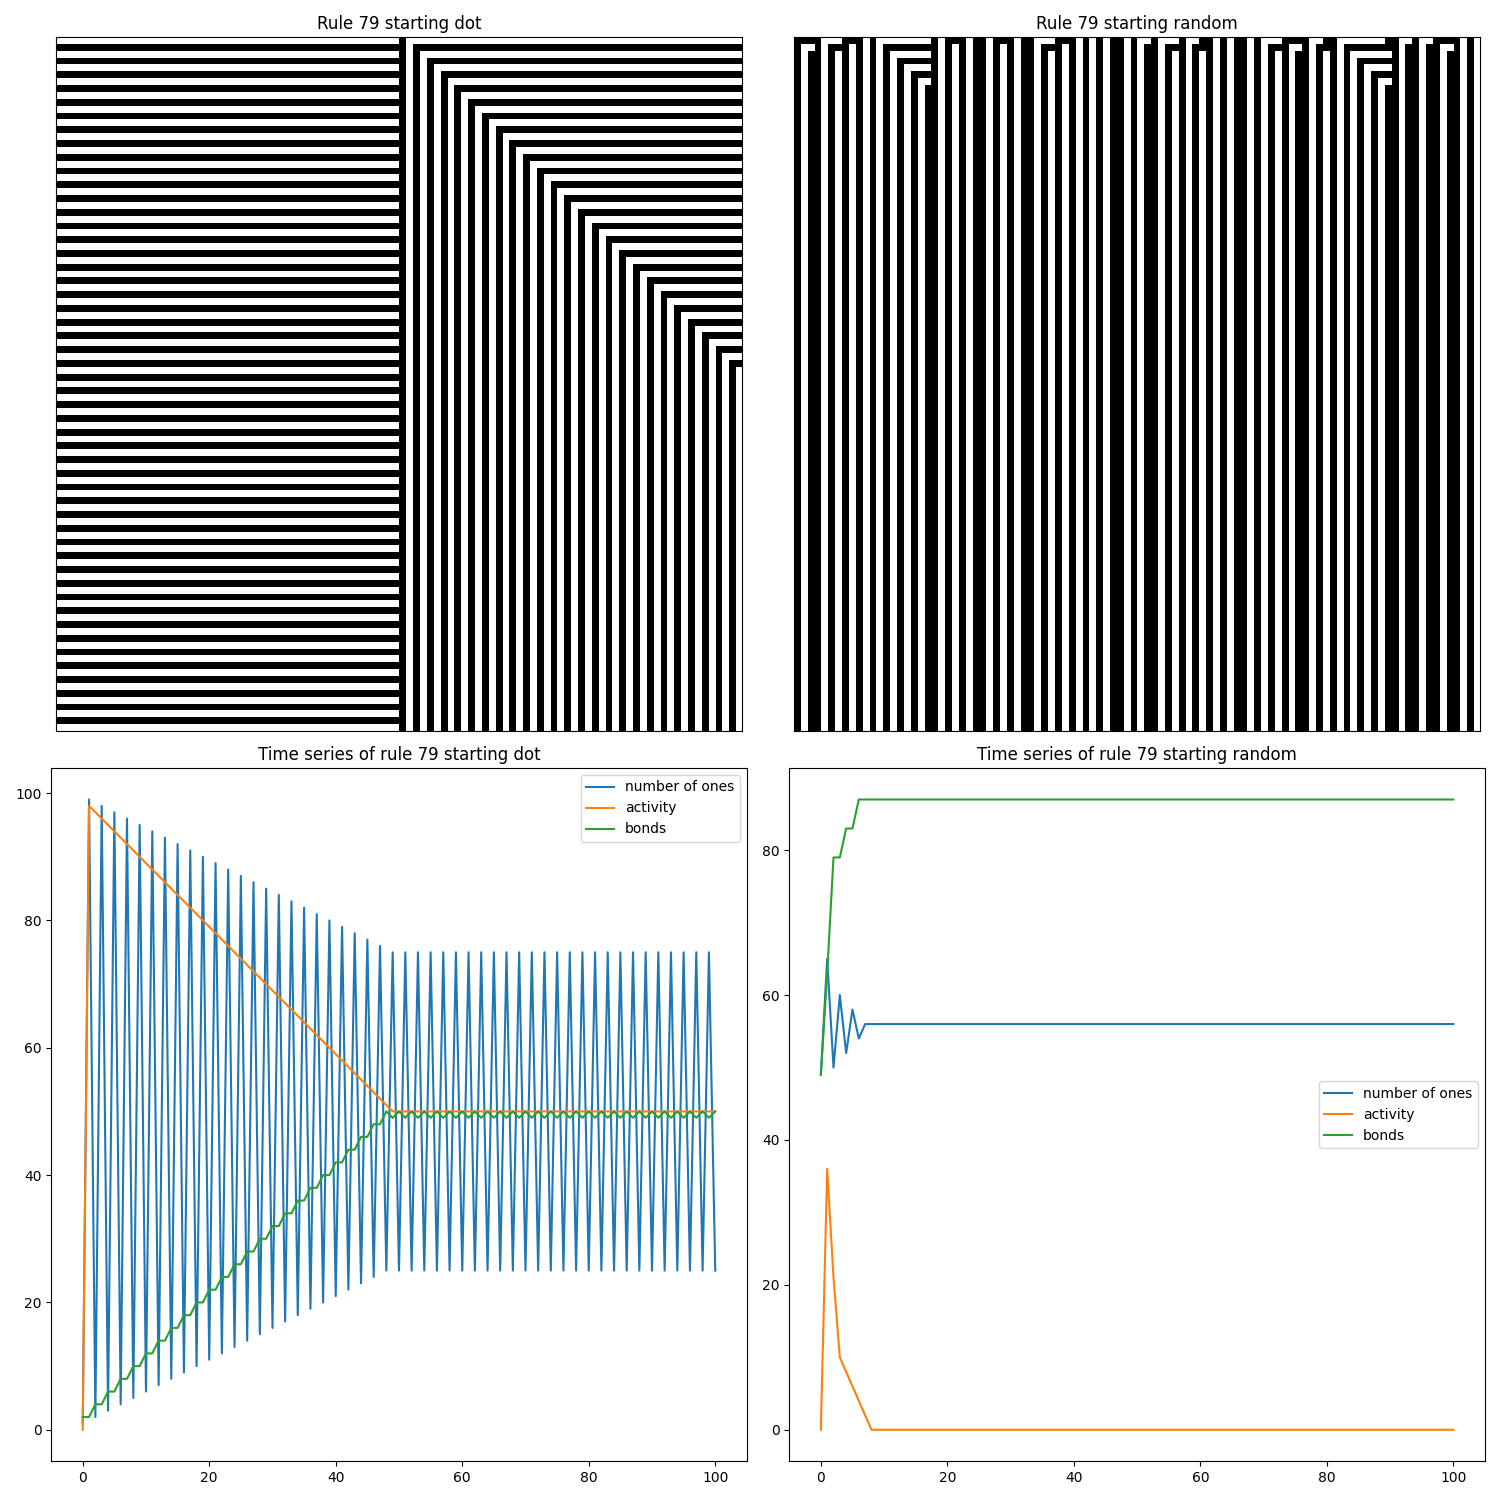 Rule 79 starting dot
Rule 79 starting random
Time series of rule 79 starting dot
number of ones
activity
bonds
100
80
60
40
20
0
0
20
40
60
80
100
Time series of rule 79 starting random
number of ones
activity
bonds
80
60
40
20
0
0
20
40
60
80
100